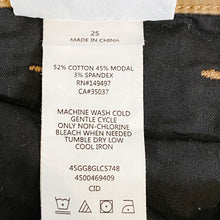 25
MADE IN CHINA
52% COTTON 45% MODAL
3% SPANDEX
RN#149497
CA#35037
MACHINE WASH COLD
GENTLE CYCLE
ONLY NON-CHLORINE
BLEACH WHEN NEEDED
TUMBLE DRY LOW
COOL IRON
45GG8GLC5748
4500469409
CID